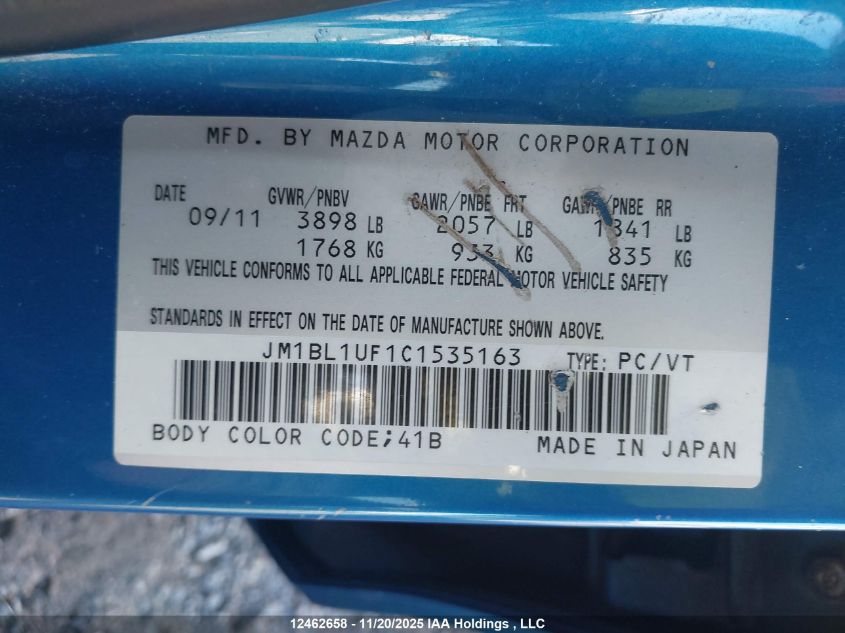 MFD. BY MAZDA MOTOR CORPORATION
DATE GVWR/PNBV GAWR/PNBE FRT GAWR/PNBE RR
09/11 3898 LB 2057 LB 1841 LB
1768 KG 933 KG 835 KG
THIS VEHICLE CONFORMS TO ALL APPLICABLE FEDERAL MOTOR VEHICLE SAFETY
STANDARDS IN EFFECT ON THE DATE OF MANUFACTURE SHOWN ABOVE.
JM1BL1UF1C1535163 TYPE: PC/VT
BODY COLOR CODE;41B MADE IN JAPAN
12462658 - 11/20/2025 IAA Holdings , LLC